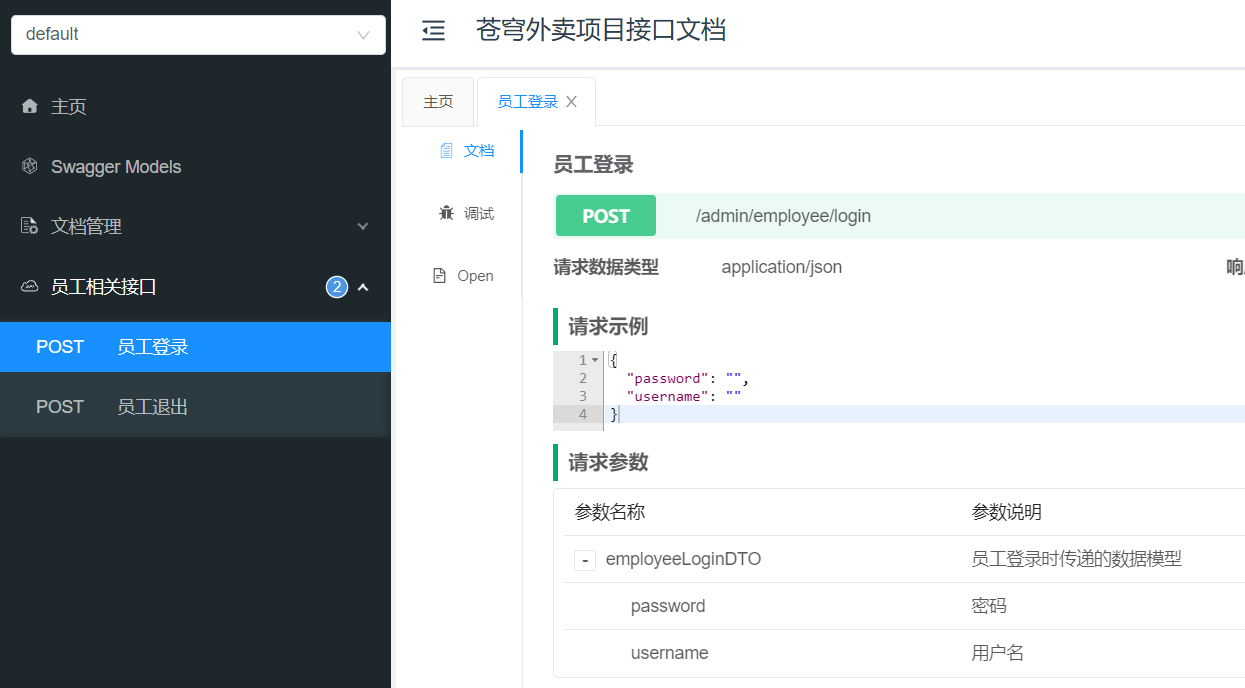 default
主页
Swagger Models
文档管理
员工相关接口 2
POST 员工登录
POST 员工退出
苍穹外卖项目接口文档
主页 员工登录
文档
调试
Open
员工登录
POST /admin/employee/login
请求数据类型 application/json 响
请求示例
1 {
2 "password": "",
3 "username": ""
4 }
请求参数
参数名称 参数说明
- employeeLoginDTO 员工登录时传递的数据模型
password 密码
username 用户名